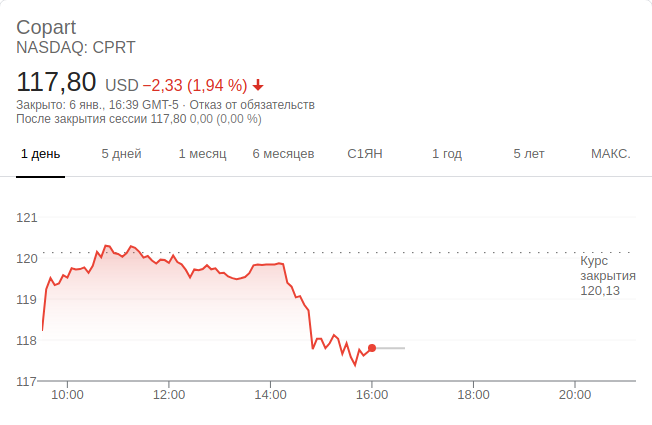 Copart
NASDAQ: CPRT
117,80 USD −2,33 (1,94 %)
Закрыто: 6 янв., 16:39 GMT-5 · Отказ от обязательств
После закрытия сессии 117,80 0,00 (0,00 %)
1 день 5 дней 1 месяц 6 месяцев С1ЯН 1 год 5 лет МАКС.
121
120
119
118
117
Курс
закрытия
120,13
10:00 12:00 14:00 16:00 18:00 20:00